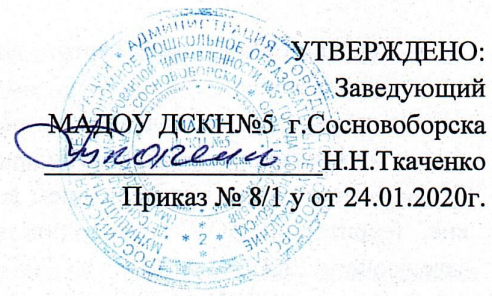 УТВЕРЖДЕНО:
Заведующий
МАДОУ ДСКН№5 г.Сосновоборска
Н.Н.Ткаченко
Приказ № 8/1 у от 24.01.2020г.